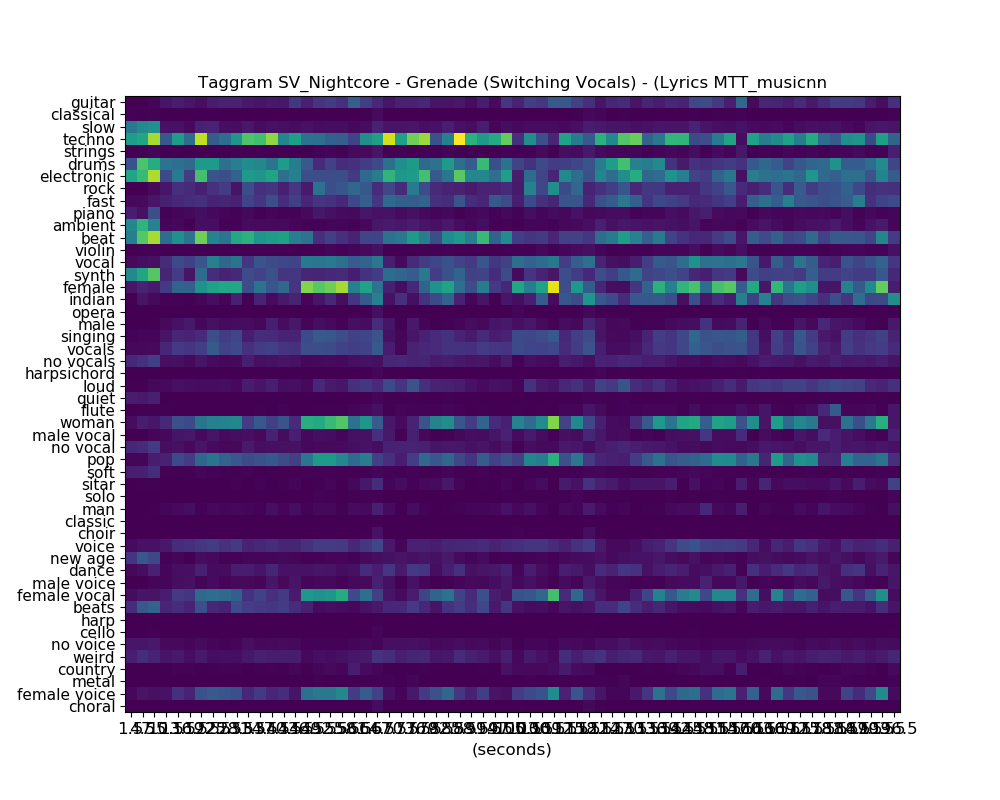 Taggram SV_Nightcore - Grenade (Switching Vocals) - (Lyrics MTT_musicnn
guitar
classical
slow
techno
strings
drums
electronic
rock
fast
piano
ambient
beat
violin
vocal
synth
female
indian
opera
male
singing
vocals
no vocals
harpsichord
loud
quiet
flute
woman
male vocal
no vocal
pop
soft
sitar
solo
man
classic
choir
voice
new age
dance
male voice
female vocal
beats
harp
cello
no voice
weird
country
metal
female voice
choral
(seconds)